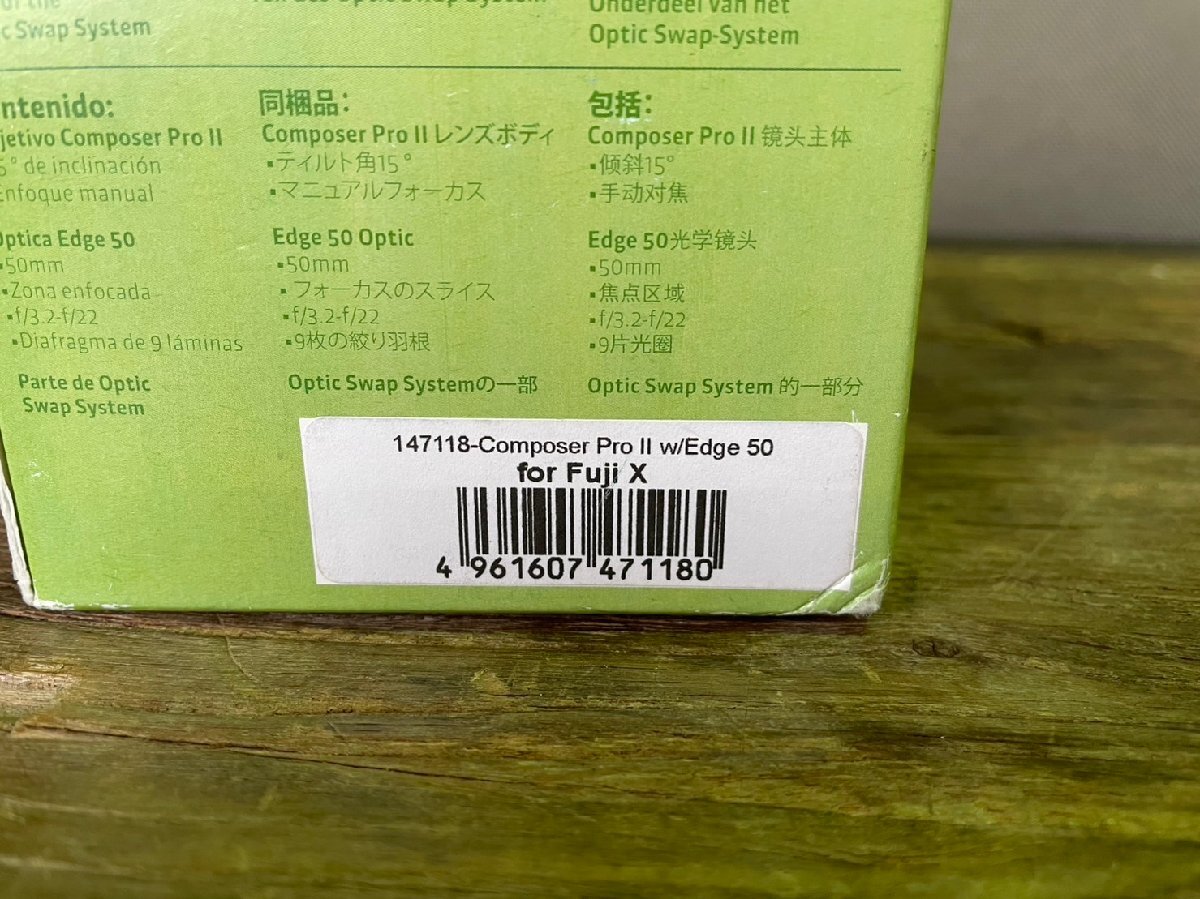 of the
c Swap System
Optic Swap System
Onderdeel van het
Optic Swap-System
ntenido:
jetivo Composer Pro II
5° de inclinación
Enfoque manual
Óptica Edge 50
▪50mm
▪Zona enfocada
▪f/3.2-f/22
▪Diafragma de 9 láminas
Parte de Optic
Swap System
同梱品:
Composer Pro II レンズボディ
▪ティルト角15°
▪マニュアルフォーカス
Edge 50 Optic
▪50mm
▪フォーカスのスライス
▪f/3.2-f/22
▪9枚の絞り羽根
Optic Swap Systemの一部
包括:
Composer Pro II 镜头主体
▪倾斜15°
▪手动对焦
Edge 50光学镜头
▪50mm
▪焦点区域
▪f/3.2-f/22
▪9片光圈
Optic Swap System 的一部分
147118-Composer Pro II w/Edge 50
for Fuji X
4 961607 471180